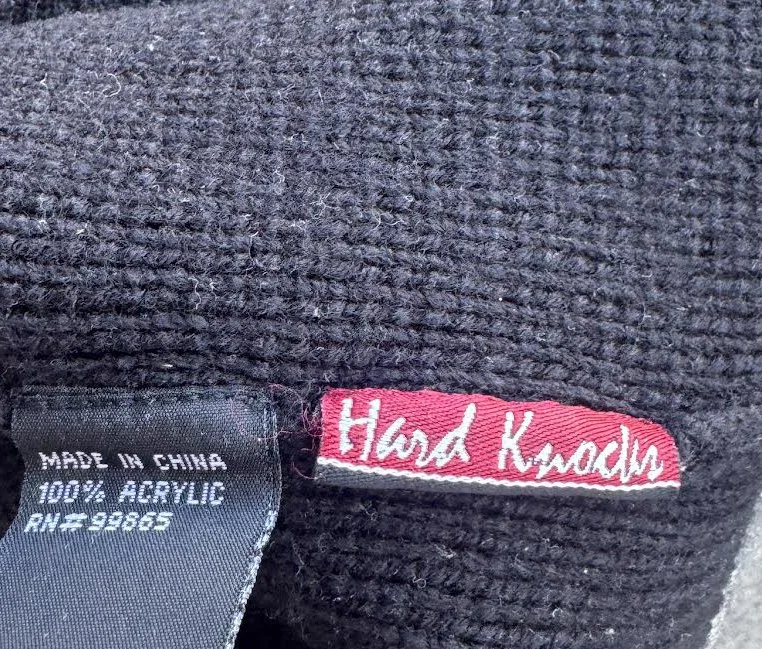 MADE IN CHINA
100% ACRYLIC
RN#99865
Hard Knocks